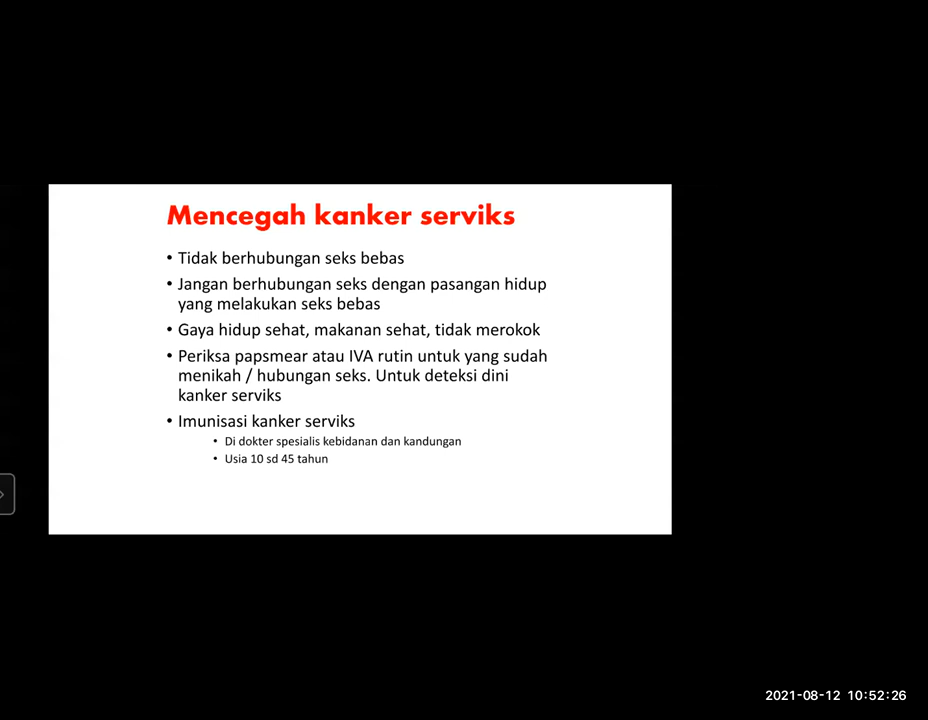 Mencegah kanker serviks
• Tidak berhubungan seks bebas
• Jangan berhubungan seks dengan pasangan hidup
yang melakukan seks bebas
• Gaya hidup sehat, makanan sehat, tidak merokok
• Periksa papsmear atau IVA rutin untuk yang sudah
menikah / hubungan seks. Untuk deteksi dini
kanker serviks
• Imunisasi kanker serviks
• Di dokter spesialis kebidanan dan kandungan
• Usia 10 sd 45 tahun
2021-08-12 10:52:26